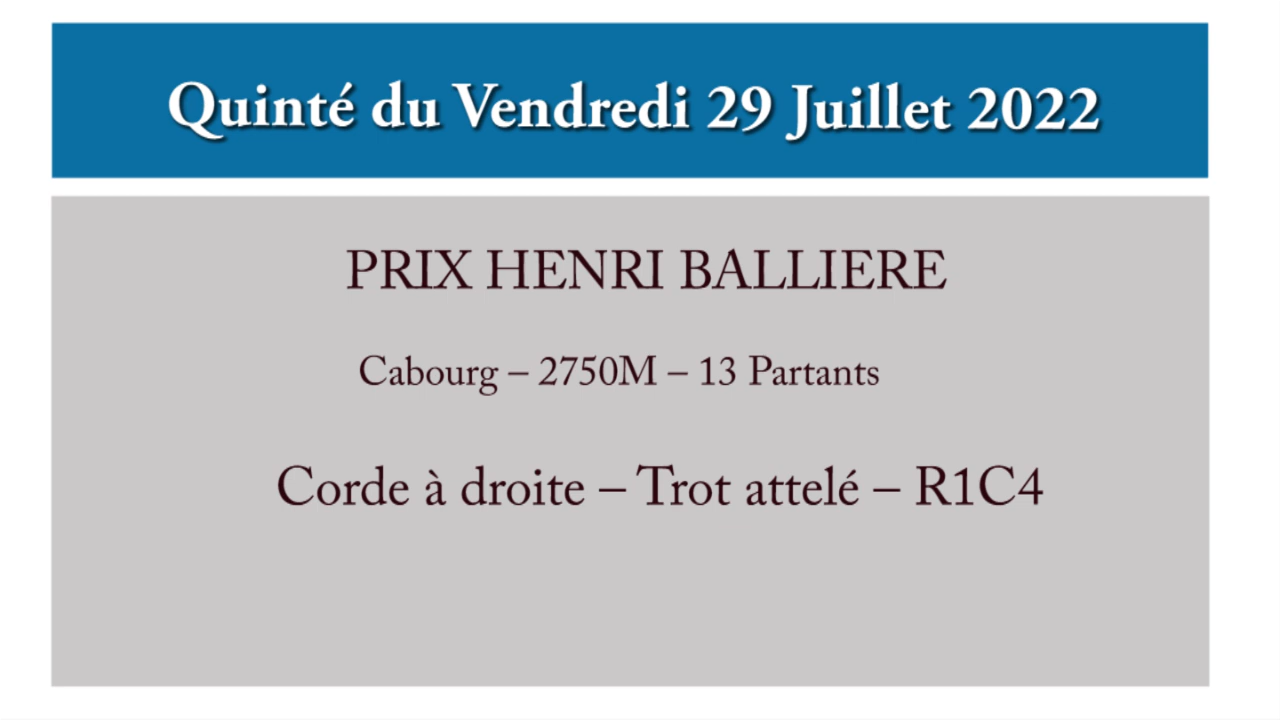 Quinté du Vendredi 29 Juillet 2022
PRIX HENRI BALLIERE
Cabourg – 2750M – 13 Partants
Corde à droite – Trot attelé – R1C4